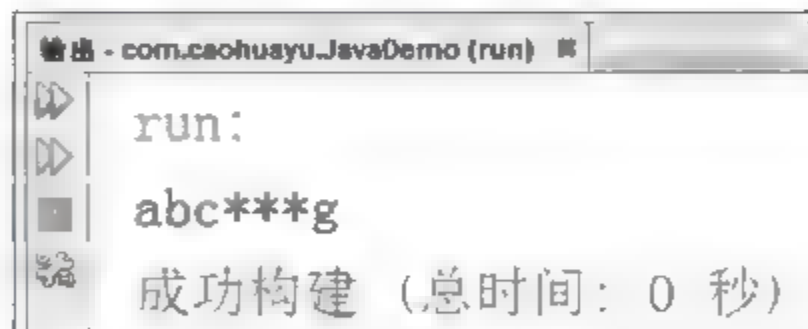 输出 - com.caohuayu.JavaDemo (run)
run:
abc***g
成功构建 (总时间: 0 秒)